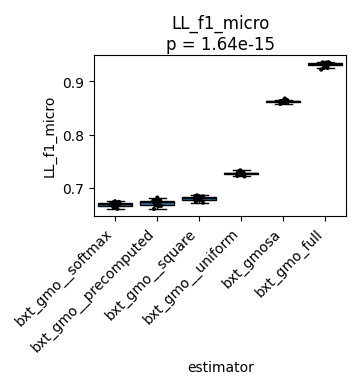 LL_f1_micro
p = 1.64e-15
LL_f1_micro
0.9
0.8
0.7
bxt_gmo__softmax
bxt_gmo__precomputed
bxt_gmo__square
bxt_gmo__uniform
bxt_gmosa
bxt_gmo_full
estimator